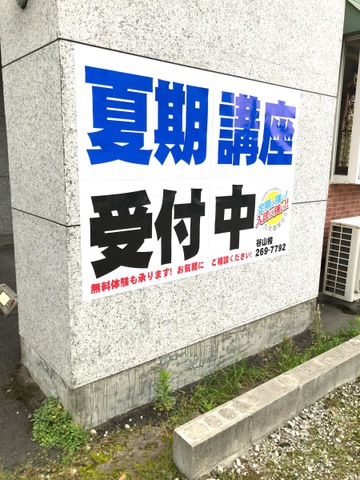 夏期 講座
受付中
谷山校
269-7792
無料体験も承ります! お気軽に ご相談ください!